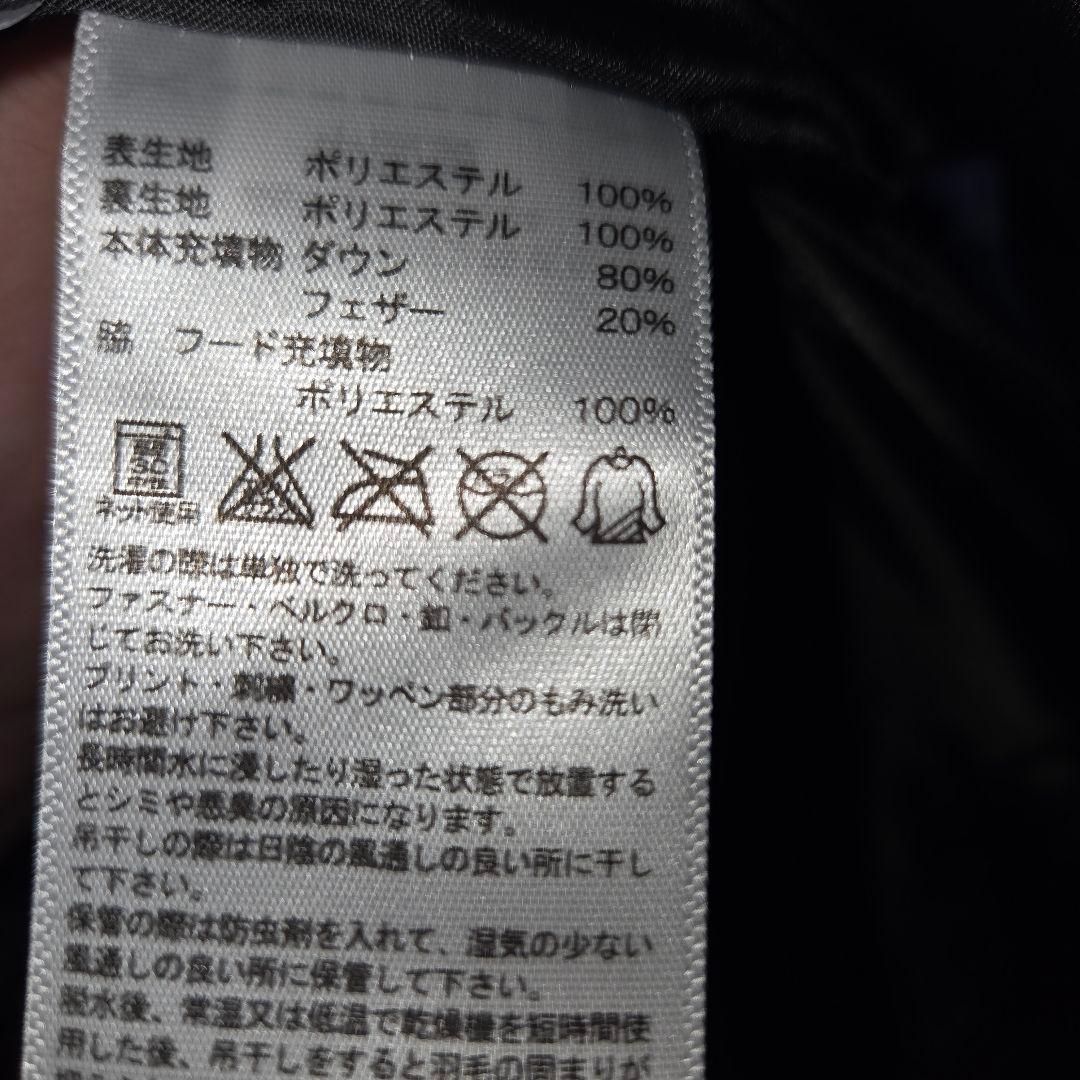 表生地 ポリエステル 100%
裏生地 ポリエステル 100%
本体充填物 ダウン 80%
フェザー 20%
脇 フード充填物
ポリエステル 100%
30
ネット使用
洗濯の際は単独で洗ってください。
ファスナー・ベルクロ・釦・バックルは閉
じてお洗い下さい。
プリント・刺繍・ワッペン部分のもみ洗い
はお避け下さい。
長時間水に浸したり湿った状態で放置する
とシミや悪臭の原因になります。
吊干しの際は日陰の風通しの良い所に干し
て下さい。
保管の際は防虫剤を入れて、湿気の少ない
風通しの良い所に保管して下さい。
脱水後、常温又は低温で乾燥機を短時間使
用した後、吊干しをすると羽毛の固まりが